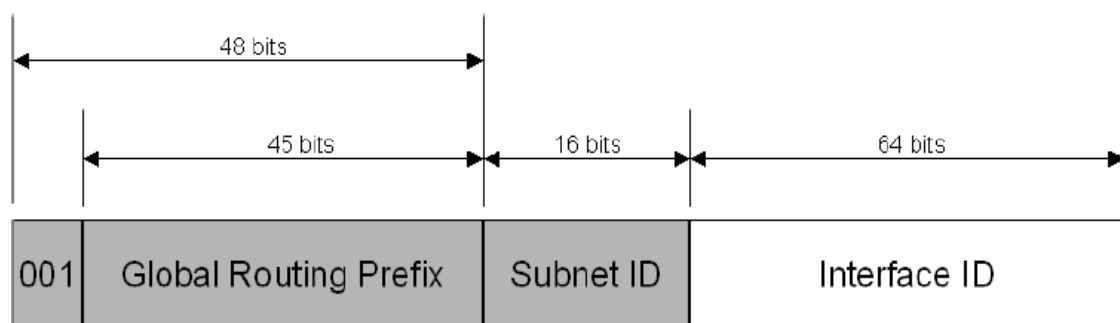 48 bits
45 bits 16 bits 64 bits
001 Global Routing Prefix Subnet ID Interface ID